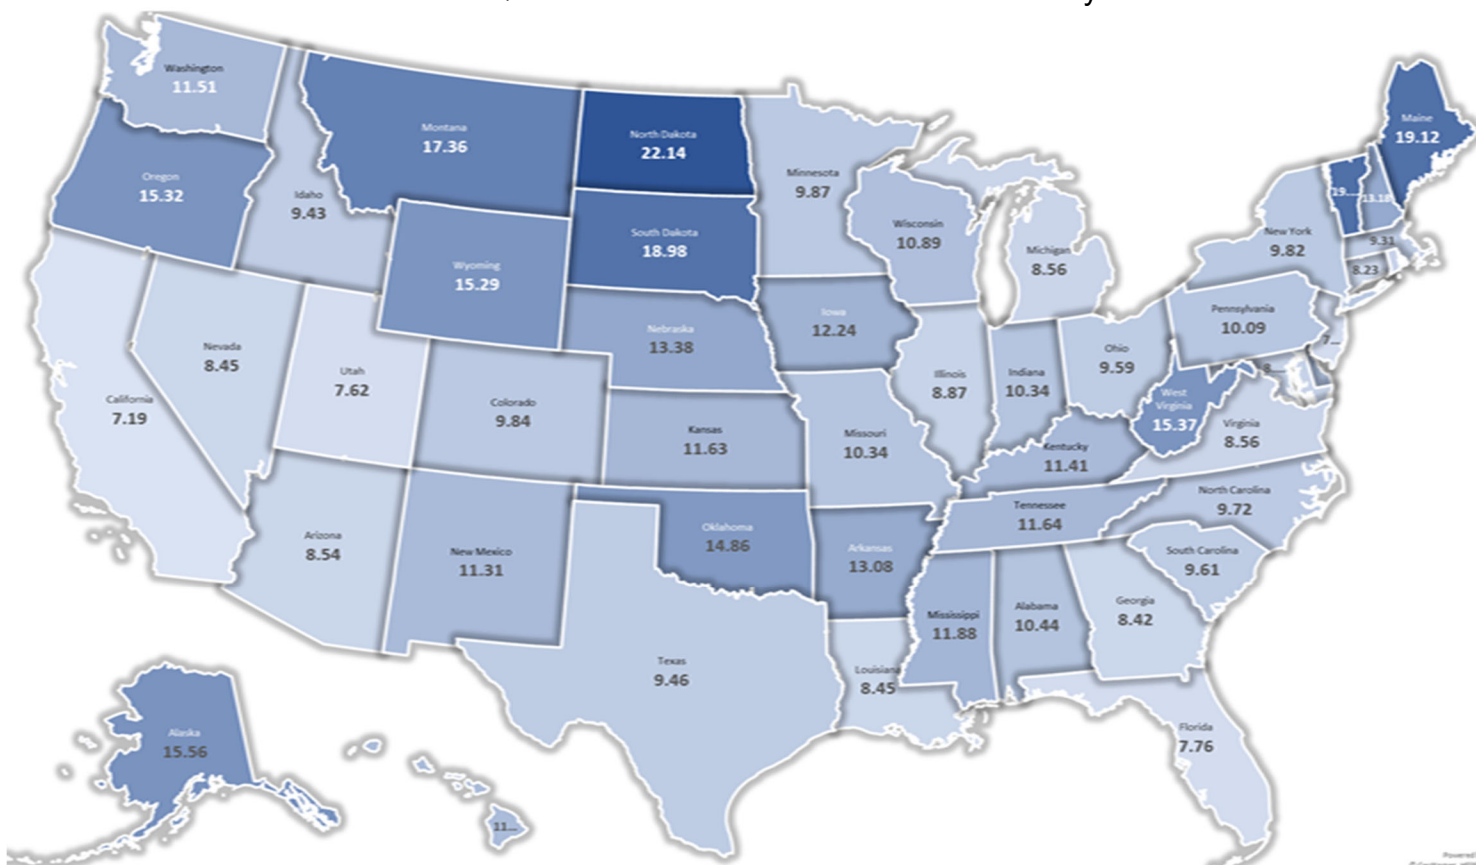 Washington
11.51
Montana
17.36
North Dakota
22.14
Maine
19.12
Oregon
15.32
Idaho
9.43
Minnesota
9.87
19....
13.18
South Dakota
18.98
Wisconsin
10.89
Michigan
8.56
New York
9.82
9.31
8.23
Wyoming
15.29
Nebraska
13.38
Iowa
12.24
Pennsylvania
10.09
7...
Nevada
8.45
Utah
7.62
Illinois
8.87
Indiana
10.34
Ohio
9.59
8....
California
7.19
Colorado
9.84
Kansas
11.63
Missouri
10.34
West
Virginia
15.37
Virginia
8.56
Kentucky
11.41
Arizona
8.54
New Mexico
11.31
Oklahoma
14.86
Arkansas
13.08
Tennessee
11.64
North Carolina
9.72
South Carolina
9.61
Mississippi
11.88
Alabama
10.44
Georgia
8.42
Texas
9.46
Louisiana
8.45
Florida
7.76
Alaska
15.56
11...
Powered